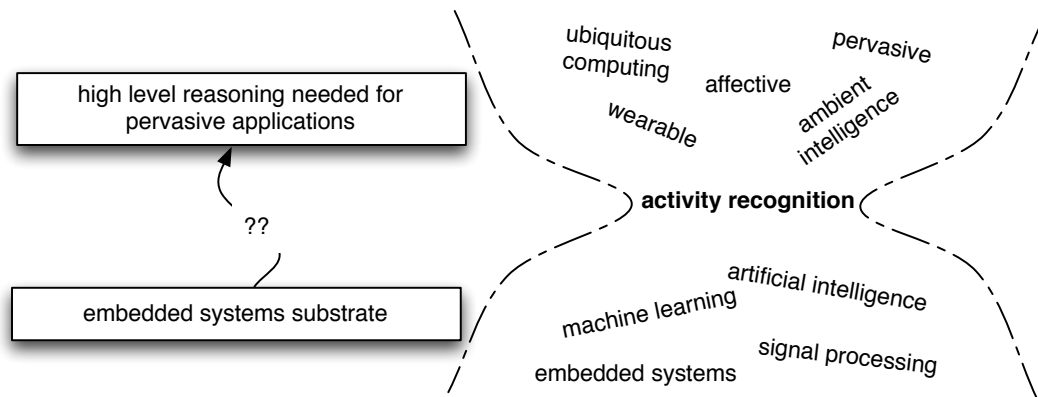 high level reasoning needed for
pervasive applications
??
embedded systems substrate
ubiquitous
computing
affective
pervasive
wearable
ambient
intelligence
activity recognition
artificial intelligence
machine learning
signal processing
embedded systems